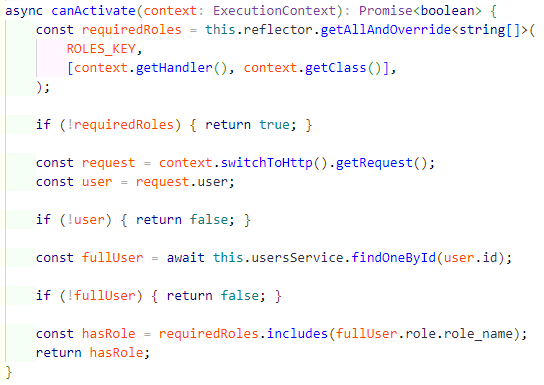 async canActivate(context: ExecutionContext): Promise<boolean> {
    const requiredRoles = this.reflector.getAllAndOverride<string[]>(
        ROLES_KEY,
        [context.getHandler(), context.getClass()],
    );

    if (!requiredRoles) { return true; }

    const request = context.switchToHttp().getRequest();
    const user = request.user;

    if (!user) { return false; }

    const fullUser = await this.usersService.findOneById(user.id);

    if (!fullUser) { return false; }

    const hasRole = requiredRoles.includes(fullUser.role.role_name);
    return hasRole;
}